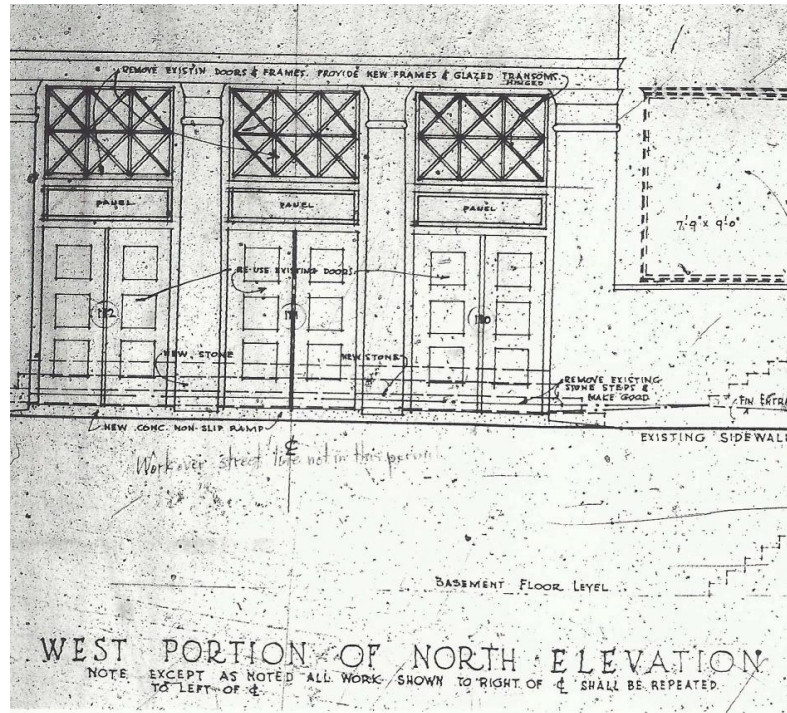 REMOVE EXISTIN DOORS & FRAMES. PROVIDE NEW FRAMES & GLAZED TRANSOMS.
HINGED
PANEL
PANEL
PANEL
7'-9" x 9'-0"
RE-USE EXISTING DOORS
112
111
110
NEW STONE
NEW STONE
REMOVE EXISTING
STONE STEPS &
MAKE GOOD
FIN ENTRA
NEW CONC. NON-SLIP RAMP
EXISTING SIDEWALK
℄
Work over street line not in this permit.
BASEMENT FLOOR LEVEL
WEST PORTION OF NORTH ELEVATION
NOTE EXCEPT AS NOTED ALL WORK SHOWN TO RIGHT OF ℄ SHALL BE REPEATED
TO LEFT OF ℄